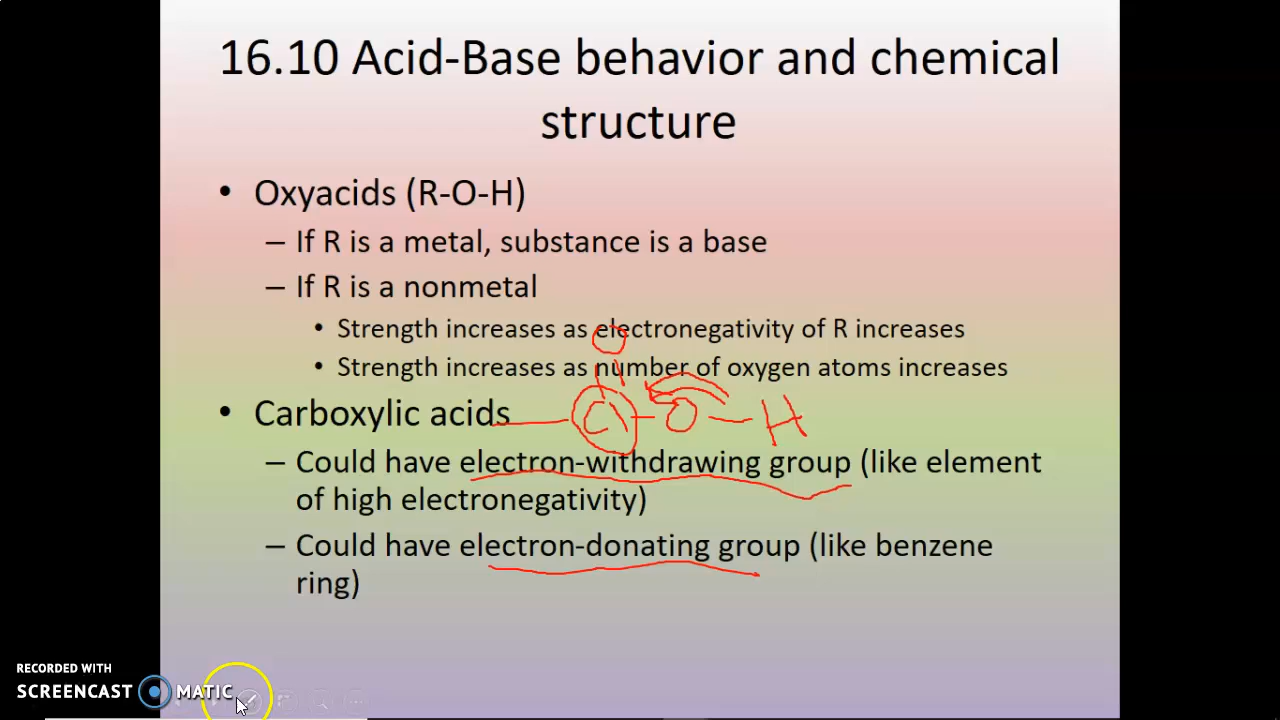 16.10 Acid-Base behavior and chemical
structure
• Oxyacids (R-O-H)
– If R is a metal, substance is a base
– If R is a nonmetal
• Strength increases as electronegativity of R increases
• Strength increases as number of oxygen atoms increases
O
• Carboxylic acids
C - O - H
– Could have electron-withdrawing group (like element
of high electronegativity)
– Could have electron-donating group (like benzene
ring)
RECORDED WITH
SCREENCAST MATIC